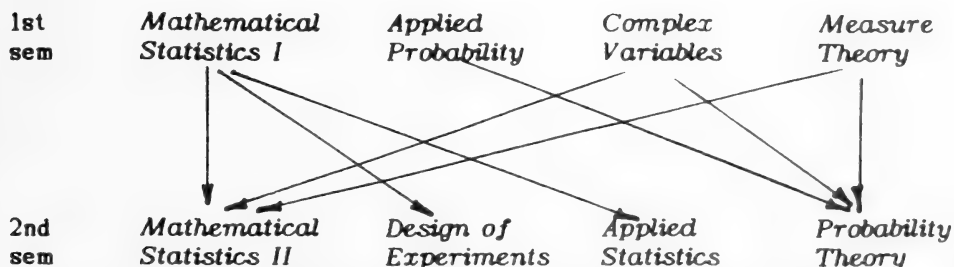 1st Mathematical Applied Complex Measure
sem Statistics I Probability Variables Theory
2nd Mathematical Design of Applied Probability
sem Statistics II Experiments Statistics Theory